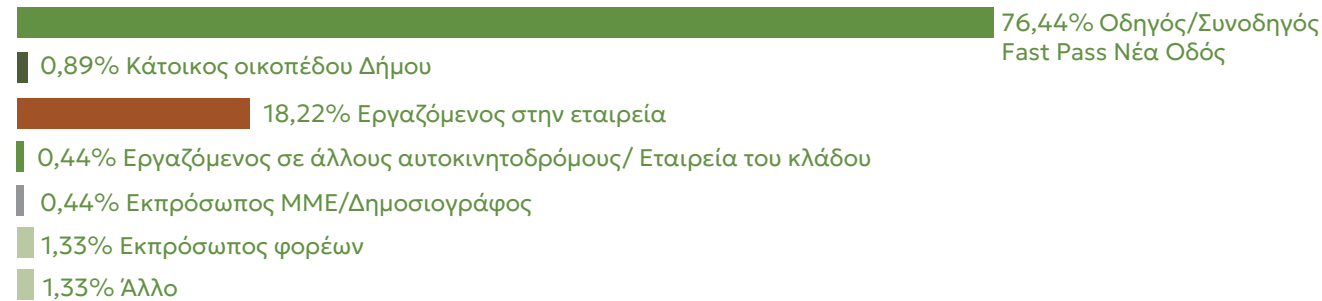 76,44% Οδηγός/Συνοδηγός
Fast Pass Νέα Οδός
0,89% Κάτοικος οικοπέδου Δήμου
18,22% Εργαζόμενος στην εταιρεία
0,44% Εργαζόμενος σε άλλους αυτοκινητοδρόμους/ Εταιρεία του κλάδου
0,44% Εκπρόσωπος ΜΜΕ/Δημοσιογράφος
1,33% Εκπρόσωπος φορέων
1,33% Άλλο